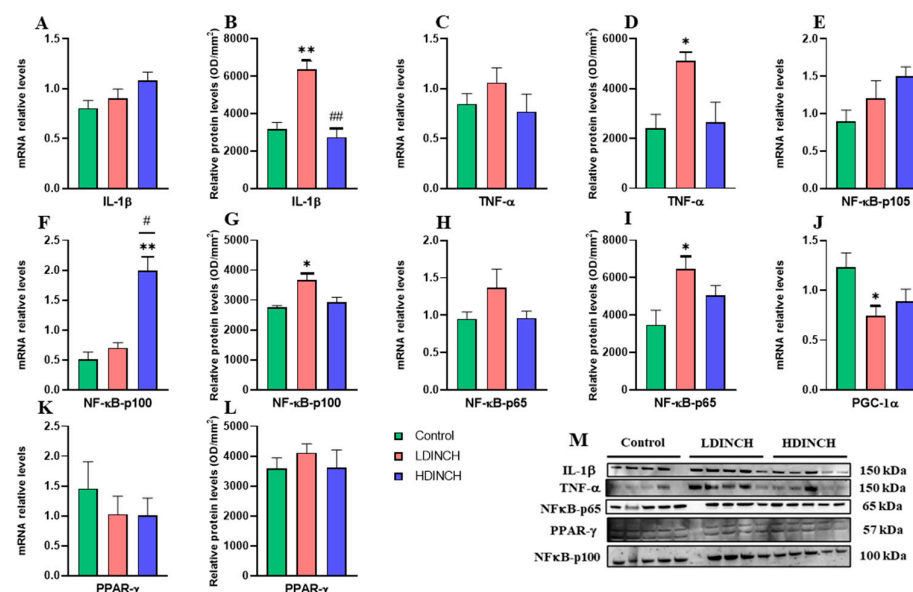 A
mRNA relative levels
1.5
1.0
0.5
0.0
IL-1β
B
Relative protein levels (OD/mm²)
8000
6000
4000
2000
0
**
##
IL-1β
C
mRNA relative levels
1.5
1.0
0.5
0.0
TNF-α
D
Relative protein levels (OD/mm²)
6000
4000
2000
0
*
TNF-α
E
mRNA relative levels
2.0
1.5
1.0
0.5
0.0
NF-κB-p105
F
mRNA relative levels
2.5
2.0
1.5
1.0
0.5
0.0
#
**
NF-κB-p100
G
Relative protein levels (OD/mm²)
5000
4000
3000
2000
1000
0
*
NF-κB-p100
H
mRNA relative levels
2.0
1.5
1.0
0.5
0.0
NF-κB-p65
I
Relative protein levels (OD/mm²)
8000
6000
4000
2000
0
*
NF-κB-p65
J
mRNA relative levels
1.5
1.0
0.5
0.0
*
PGC-1α
K
mRNA relative levels
2.0
1.5
1.0
0.5
0.0
PPAR-γ
L
Relative protein levels (OD/mm²)
5000
4000
3000
2000
1000
0
PPAR-γ
Control
LDINCH
HDINCH
M
Control LDINCH HDINCH
IL-1β 150 kDa
TNF-α 150 kDa
NFκB-p65 65 kDa
PPAR-γ 57 kDa
NFκB-p100 100 kDa